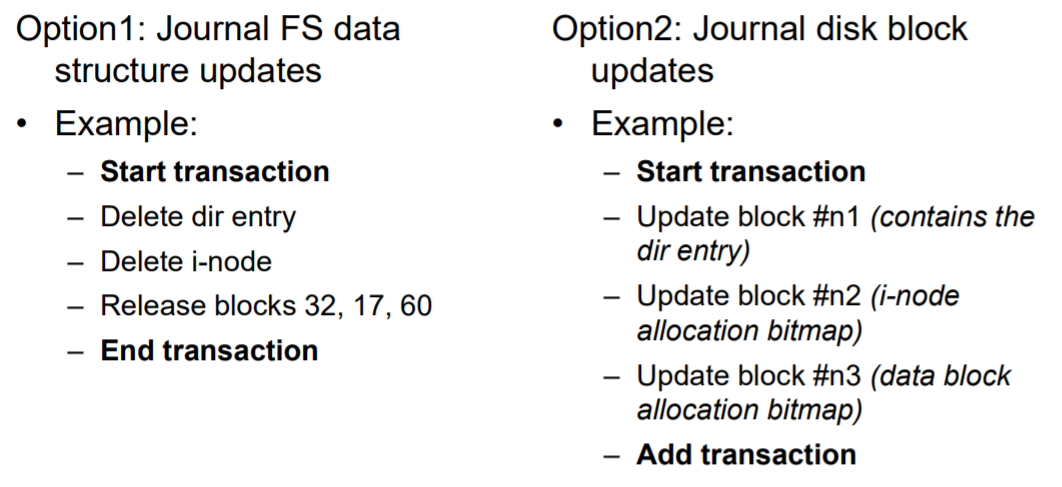 Option1: Journal FS data
structure updates
• Example:
– Start transaction
– Delete dir entry
– Delete i-node
– Release blocks 32, 17, 60
– End transaction
Option2: Journal disk block
updates
• Example:
– Start transaction
– Update block #n1 (contains the
dir entry)
– Update block #n2 (i-node
allocation bitmap)
– Update block #n3 (data block
allocation bitmap)
– Add transaction